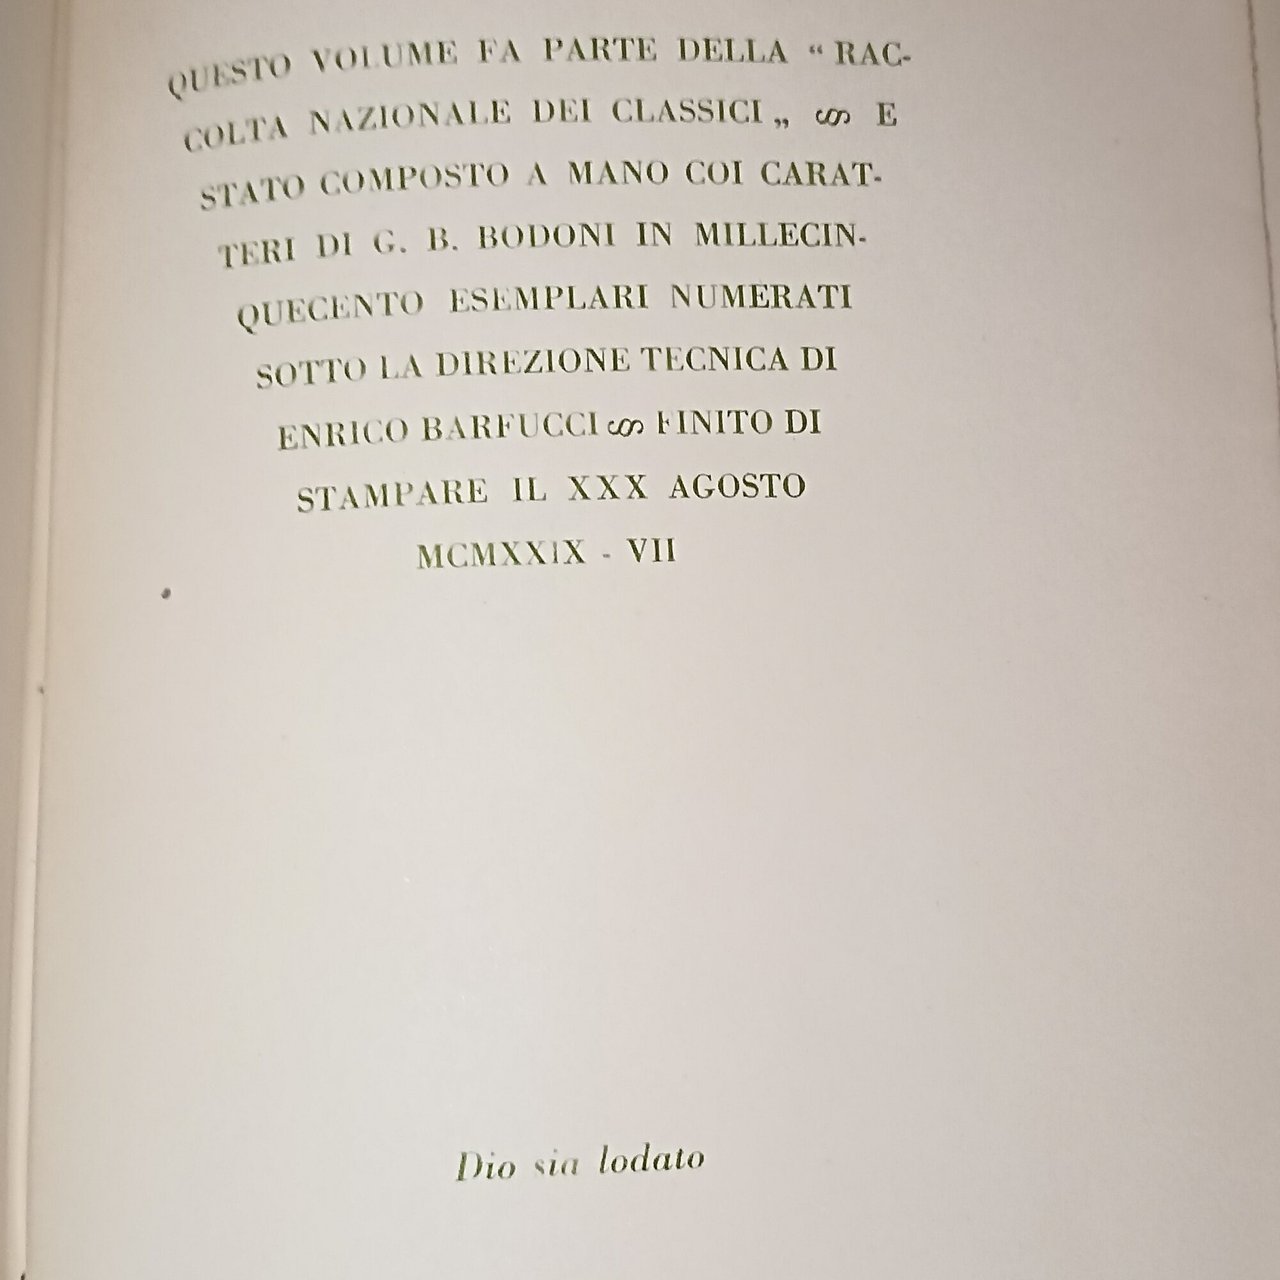 QUESTO VOLUME FA PARTE DELLA “ RAC-
COLTA NAZIONALE DEI CLASSICI „ § E
STATO COMPOSTO A MANO COI CARAT-
TERI DI G. B. BODONI IN MILLECIN-
QUECENTO ESEMPLARI NUMERATI
SOTTO LA DIREZIONE TECNICA DI
ENRICO BARFUCCI § FINITO DI
STAMPARE IL XXX AGOSTO
MCMXXIX - VII
Dio sia lodato